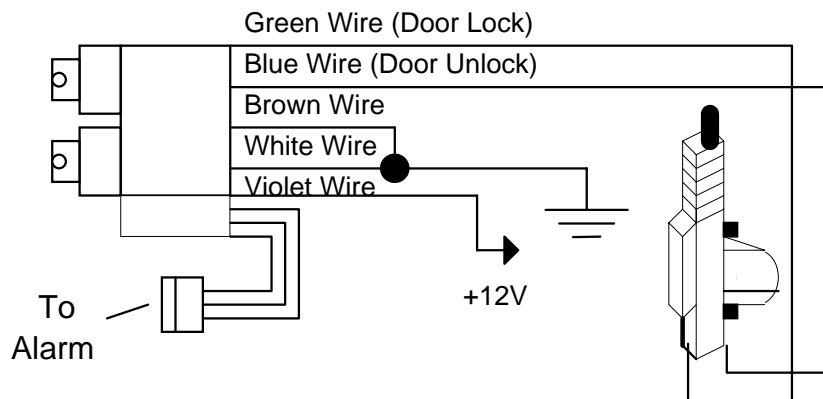 Green Wire (Door Lock)
Blue Wire (Door Unlock)
Brown Wire
White Wire
Violet Wire
+12V
To
Alarm